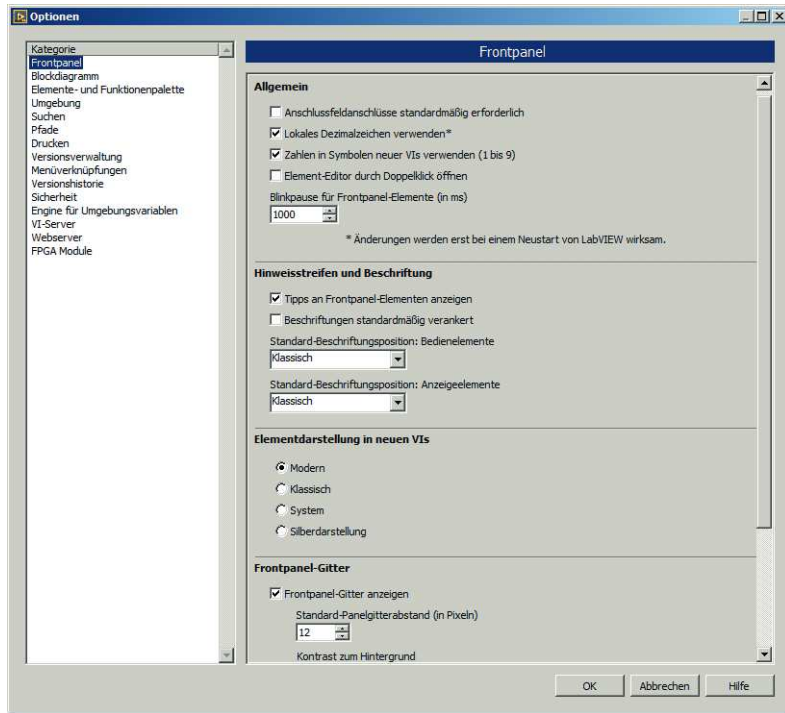 Optionen
Kategorie
Frontpanel
Blockdiagramm
Elemente- und Funktionenpalette
Umgebung
Suchen
Pfade
Drucken
Versionsverwaltung
Menüverknüpfungen
Versionshistorie
Sicherheit
Engine für Umgebungsvariablen
VI-Server
Webserver
FPGA Module
Frontpanel
Allgemein
Anschlussfeldanschlüsse standardmäßig erforderlich
Lokales Dezimalzeichen verwenden*
Zahlen in Symbolen neuer VIs verwenden (1 bis 9)
Element-Editor durch Doppelklick öffnen
Blinkpause für Frontpanel-Elemente (in ms)
1000
* Änderungen werden erst bei einem Neustart von LabVIEW wirksam.
Hinweisstreifen und Beschriftung
Tipps an Frontpanel-Elementen anzeigen
Beschriftungen standardmäßig verankert
Standard-Beschriftungsposition: Bedienelemente
Klassisch
Standard-Beschriftungsposition: Anzeigeelemente
Klassisch
Elementdarstellung in neuen VIs
Modern
Klassisch
System
Silberdarstellung
Frontpanel-Gitter
Frontpanel-Gitter anzeigen
Standard-Panelgitterabstand (in Pixeln)
12
Kontrast zum Hintergrund
OK Abbrechen Hilfe